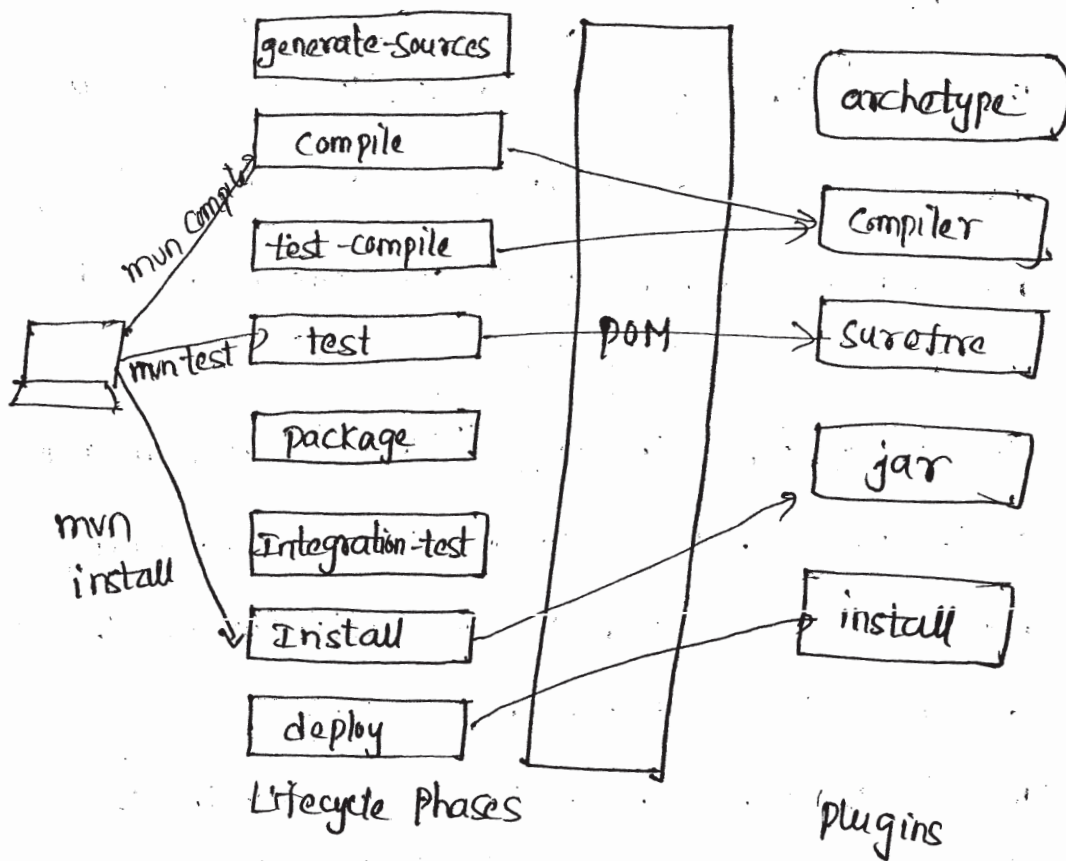 generate-sources
compile
test-compile
test
package
Integration-test
Install
deploy
Lifecycle phases
mvn compile
mvn test
mvn
install
POM
archetype
Compiler
surefire
jar
install
plugins